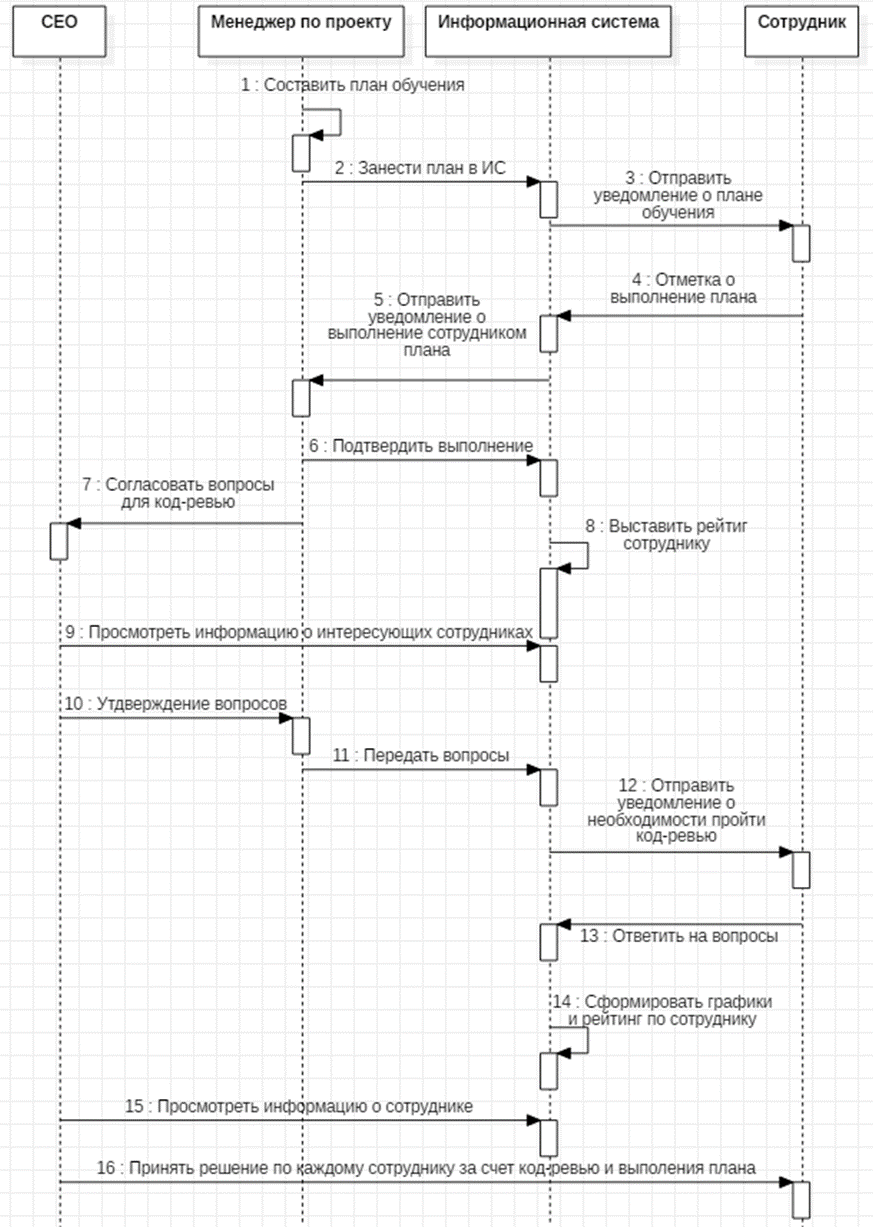 CEO
Менеджер по проекту
Информационная система
Сотрудник
1 : Составить план обучения
2 : Занести план в ИС
3 : Отправить
уведомление о плане
обучения
4 : Отметка о
выполнение плана
5 : Отправить
уведомление о
выполнение сотрудником
плана
6 : Подтвердить выполнение
7 : Согласовать вопросы
для код-ревью
8 : Выставить рейтиг
сотруднику
9 : Просмотреть информацию о интересующих сотрудниках
10 : Утдверждение вопросов
11 : Передать вопросы
12 : Отправить
уведомление о
необходимости пройти
код-ревью
13 : Ответить на вопросы
14 : Сформировать графики
и рейтинг по сотруднику
15 : Просмотреть информацию о сотруднике
16 : Принять решение по каждому сотруднику за счет код-ревью и выполения плана